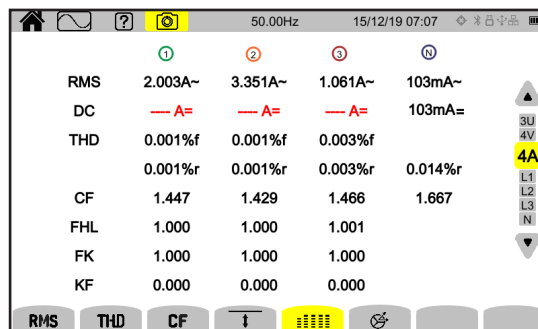 ? 50.00Hz 15/12/19 07:07
1 2 3 N
RMS 2.003A~ 3.351A~ 1.061A~ 103mA~
DC ---- A= ---- A= ---- A= 103mA=
THD 0.001%f 0.001%f 0.003%f
0.001%r 0.001%r 0.003%r 0.014%r
CF 1.447 1.429 1.466 1.667
FHL 1.000 1.000 1.001
FK 1.000 1.000 1.000
KF 0.000 0.000 0.000
3U
4V
4A
L1
L2
L3
N
RMS THD CF